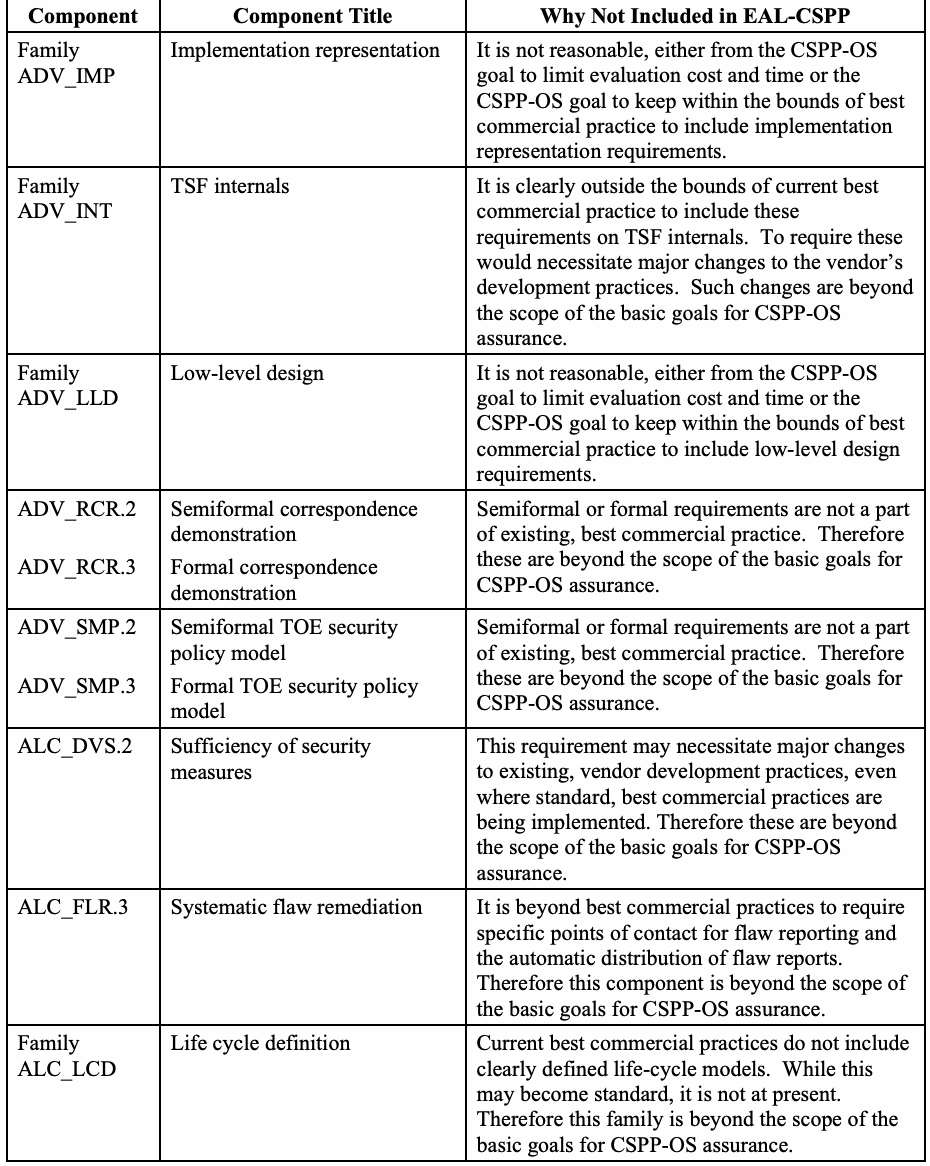 Component
Component Title
Why Not Included in EAL-CSPP
Family
ADV_IMP
Implementation representation
It is not reasonable, either from the CSPP-OS
goal to limit evaluation cost and time or the
CSPP-OS goal to keep within the bounds of best
commercial practice to include implementation
representation requirements.
Family
ADV_INT
TSF internals
It is clearly outside the bounds of current best
commercial practice to include these
requirements on TSF internals.  To require these
would necessitate major changes to the vendor’s
development practices.  Such changes are beyond
the scope of the basic goals for CSPP-OS
assurance.
Family
ADV_LLD
Low-level design
It is not reasonable, either from the CSPP-OS
goal to limit evaluation cost and time or the
CSPP-OS goal to keep within the bounds of best
commercial practice to include low-level design
requirements.
ADV_RCR.2
Semiformal correspondence
demonstration
ADV_RCR.3
Formal correspondence
demonstration
Semiformal or formal requirements are not a part
of existing, best commercial practice.  Therefore
these are beyond the scope of the basic goals for
CSPP-OS assurance.
ADV_SMP.2
Semiformal TOE security
policy model
ADV_SMP.3
Formal TOE security policy
model
Semiformal or formal requirements are not a part
of existing, best commercial practice.  Therefore
these are beyond the scope of the basic goals for
CSPP-OS assurance.
ALC_DVS.2
Sufficiency of security
measures
This requirement may necessitate major changes
to existing, vendor development practices, even
where standard, best commercial practices are
being implemented. Therefore these are beyond
the scope of the basic goals for CSPP-OS
assurance.
ALC_FLR.3
Systematic flaw remediation
It is beyond best commercial practices to require
specific points of contact for flaw reporting and
the automatic distribution of flaw reports.
Therefore this component is beyond the scope of
the basic goals for CSPP-OS assurance.
Family
ALC_LCD
Life cycle definition
Current best commercial practices do not include
clearly defined life-cycle models.  While this
may become standard, it is not at present.
Therefore this family is beyond the scope of the
basic goals for CSPP-OS assurance.